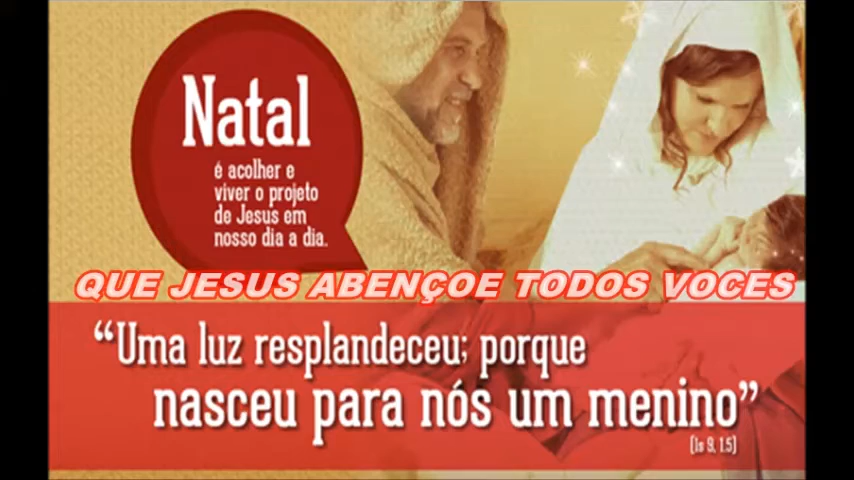 Natal
é acolher e
viver o projeto
de Jesus em
nosso dia a dia.
QUE JESUS ABENÇOE TODOS VOCES
“Uma luz resplandeceu; porque
nasceu para nós um menino”
(Is 9, 1.5)